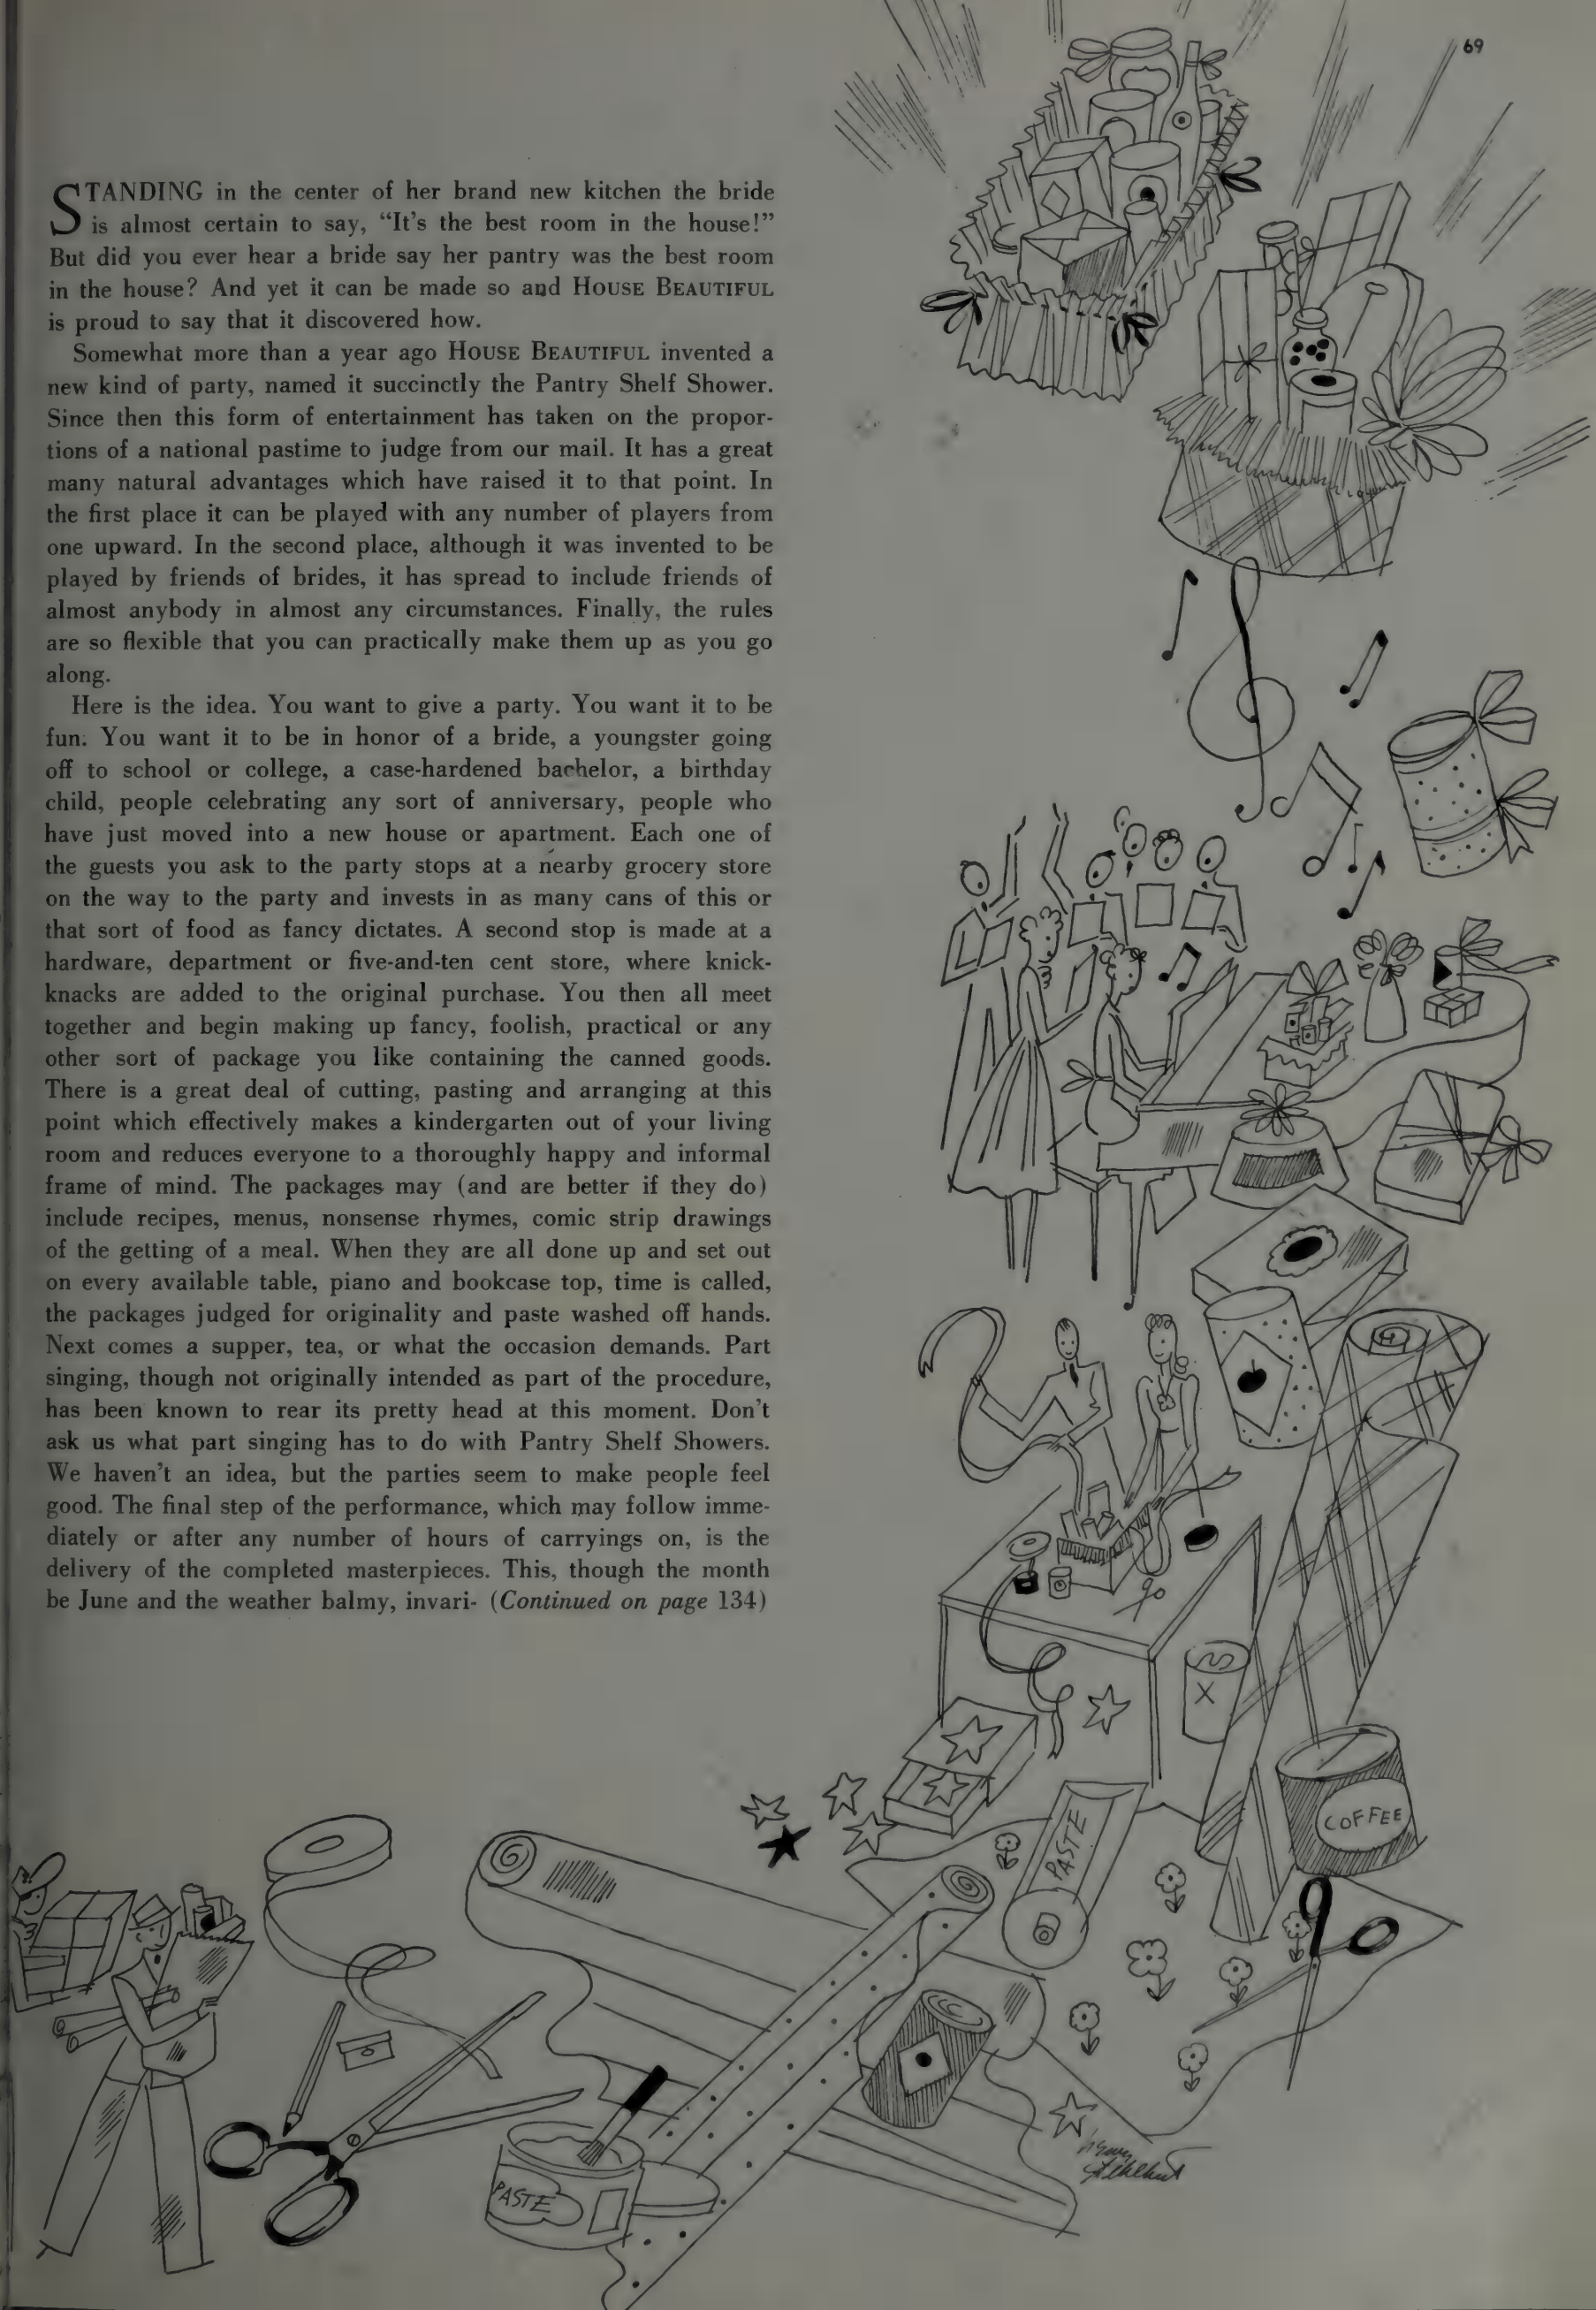 69
STANDING in the center of her brand new kitchen the bride
is almost certain to say, “It’s the best room in the house!”
But did you ever hear a bride say her pantry was the best room
in the house? And yet it can be made so and HOUSE BEAUTIFUL
is proud to say that it discovered how.
Somewhat more than a year ago HOUSE BEAUTIFUL invented a
new kind of party, named it succinctly the Pantry Shelf Shower.
Since then this form of entertainment has taken on the propor-
tions of a national pastime to judge from our mail. It has a great
many natural advantages which have raised it to that point. In
the first place it can be played with any number of players from
one upward. In the second place, although it was invented to be
played by friends of brides, it has spread to include friends of
almost anybody in almost any circumstances. Finally, the rules
are so flexible that you can practically make them up as you go
along.
Here is the idea. You want to give a party. You want it to be
fun. You want it to be in honor of a bride, a youngster going
off to school or college, a case-hardened bachelor, a birthday
child, people celebrating any sort of anniversary, people who
have just moved into a new house or apartment. Each one of
the guests you ask to the party stops at a nearby grocery store
on the way to the party and invests in as many cans of this or
that sort of food as fancy dictates. A second stop is made at a
hardware, department or five-and-ten cent store, where knick-
knacks are added to the original purchase. You then all meet
together and begin making up fancy, foolish, practical or any
other sort of package you like containing the canned goods.
There is a great deal of cutting, pasting and arranging at this
point which effectively makes a kindergarten out of your living
room and reduces everyone to a thoroughly happy and informal
frame of mind. The packages may (and are better if they do)
include recipes, menus, nonsense rhymes, comic strip drawings
of the getting of a meal. When they are all done up and set out
on every available table, piano and bookcase top, time is called,
the packages judged for originality and paste washed off hands.
Next comes a supper, tea, or what the occasion demands. Part
singing, though not originally intended as part of the procedure,
has been known to rear its pretty head at this moment. Don’t
ask us what part singing has to do with Pantry Shelf Showers.
We haven’t an idea, but the parties seem to make people feel
good. The final step of the performance, which may follow imme-
diately or after any number of hours of carryings on, is the
delivery of the completed masterpieces. This, though the month
be June and the weather balmy, invari- (Continued on page 134)
X
COFFEE
PASTE
PASTE